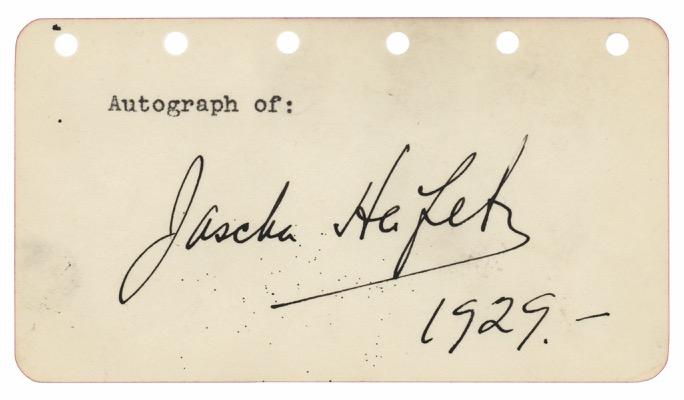 Autograph of:
Jascha Heifetz
1929.-